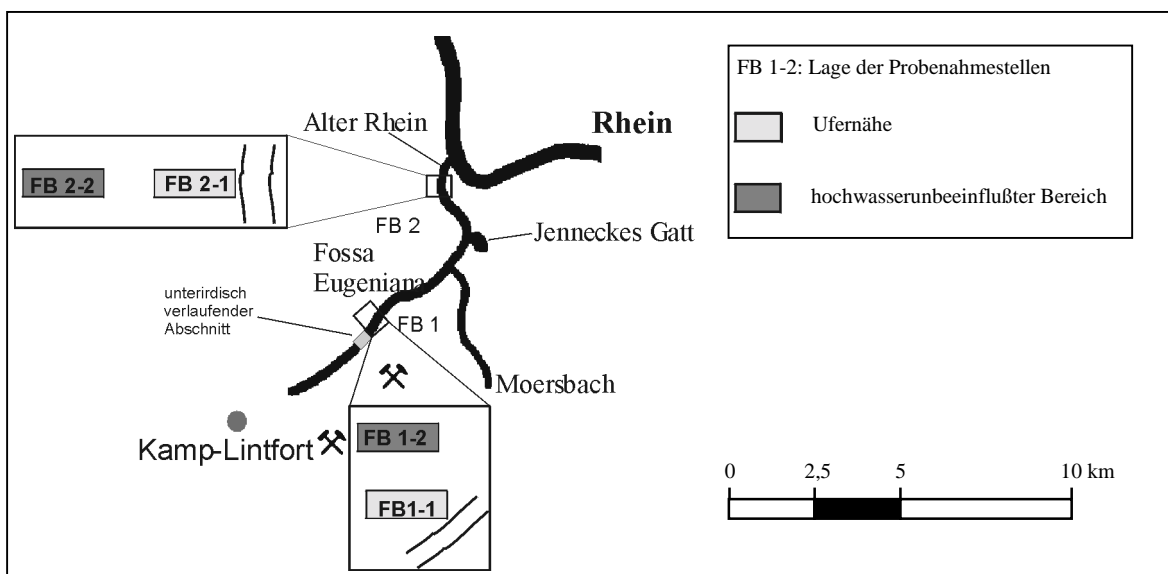 FB 1-2: Lage der Probenahmestellen
Ufernähe
hochwasserunbeeinflußter Bereich
Alter Rhein
Rhein
FB 2-2
FB 2-1
FB 2
Jenneckes Gatt
Fossa
Eugeniana
unterirdisch
verlaufender
Abschnitt
FB 1
Moersbach
Kamp-Lintfort
FB 1-2
FB1-1
0 2,5 5 10 km